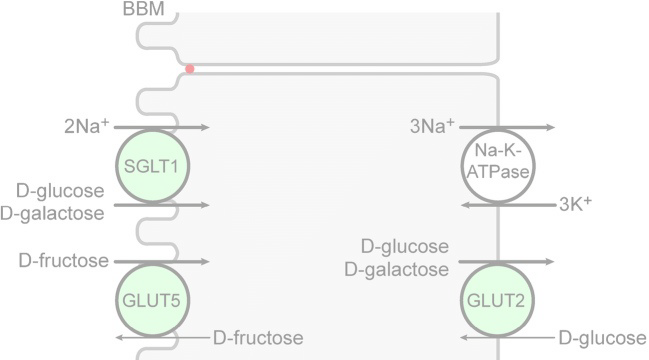 BBM
2Na⁺
3Na⁺
SGLT1
Na-K-
ATPase
D-glucose
D-galactose
3K⁺
D-fructose
D-glucose
D-galactose
GLUT5
GLUT2
D-fructose
D-glucose